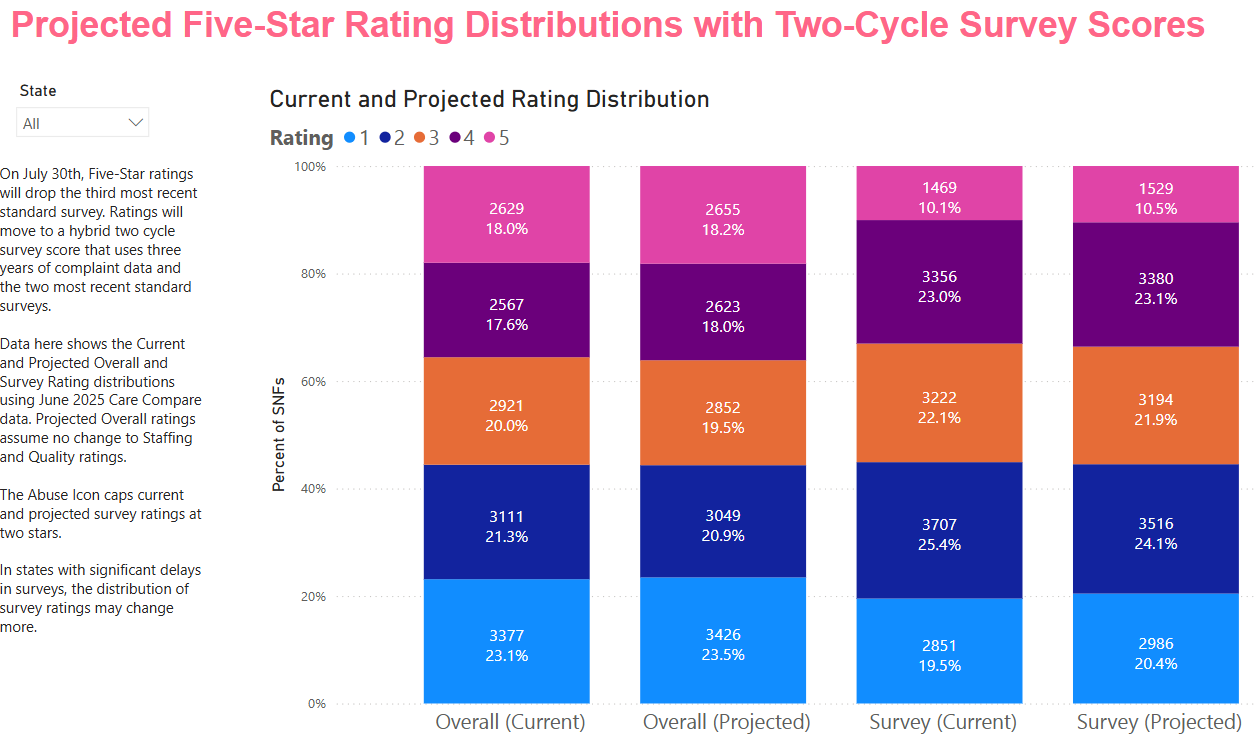 Projected Five-Star Rating Distributions with Two-Cycle Survey Scores
State
All
On July 30th, Five-Star ratings
will drop the third most recent
standard survey. Ratings will
move to a hybrid two cycle
survey score that uses three
years of complaint data and
the two most recent standard
surveys.
Data here shows the Current
and Projected Overall and
Survey Rating distributions
using June 2025 Care Compare
data. Projected Overall ratings
assume no change to Staffing
and Quality ratings.
The Abuse Icon caps current
and projected survey ratings at
two stars.
In states with significant delays
in surveys, the distribution of
survey ratings may change
more.
Current and Projected Rating Distribution
Rating 1 2 3 4 5
Percent of SNFs
100%
80%
60%
40%
20%
0%
2629
18.0%
2567
17.6%
2921
20.0%
3111
21.3%
3377
23.1%
Overall (Current)
2655
18.2%
2623
18.0%
2852
19.5%
3049
20.9%
3426
23.5%
Overall (Projected)
1469
10.1%
3356
23.0%
3222
22.1%
3707
25.4%
2851
19.5%
Survey (Current)
1529
10.5%
3380
23.1%
3194
21.9%
3516
24.1%
2986
20.4%
Survey (Projected)